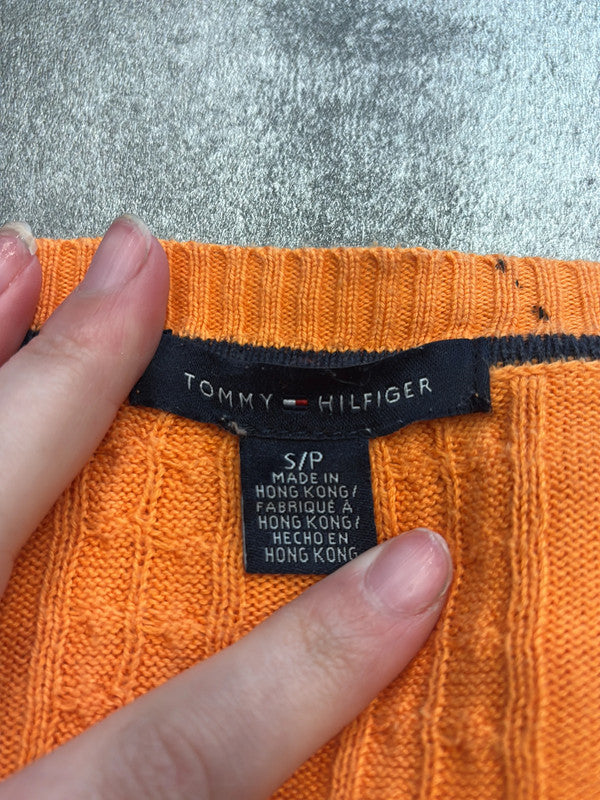 TOMMY HILFIGER
S/P
MADE IN
HONG KONG/
FABRIQUÉ À
HONG KONG/
HECHO EN
HONG KONG